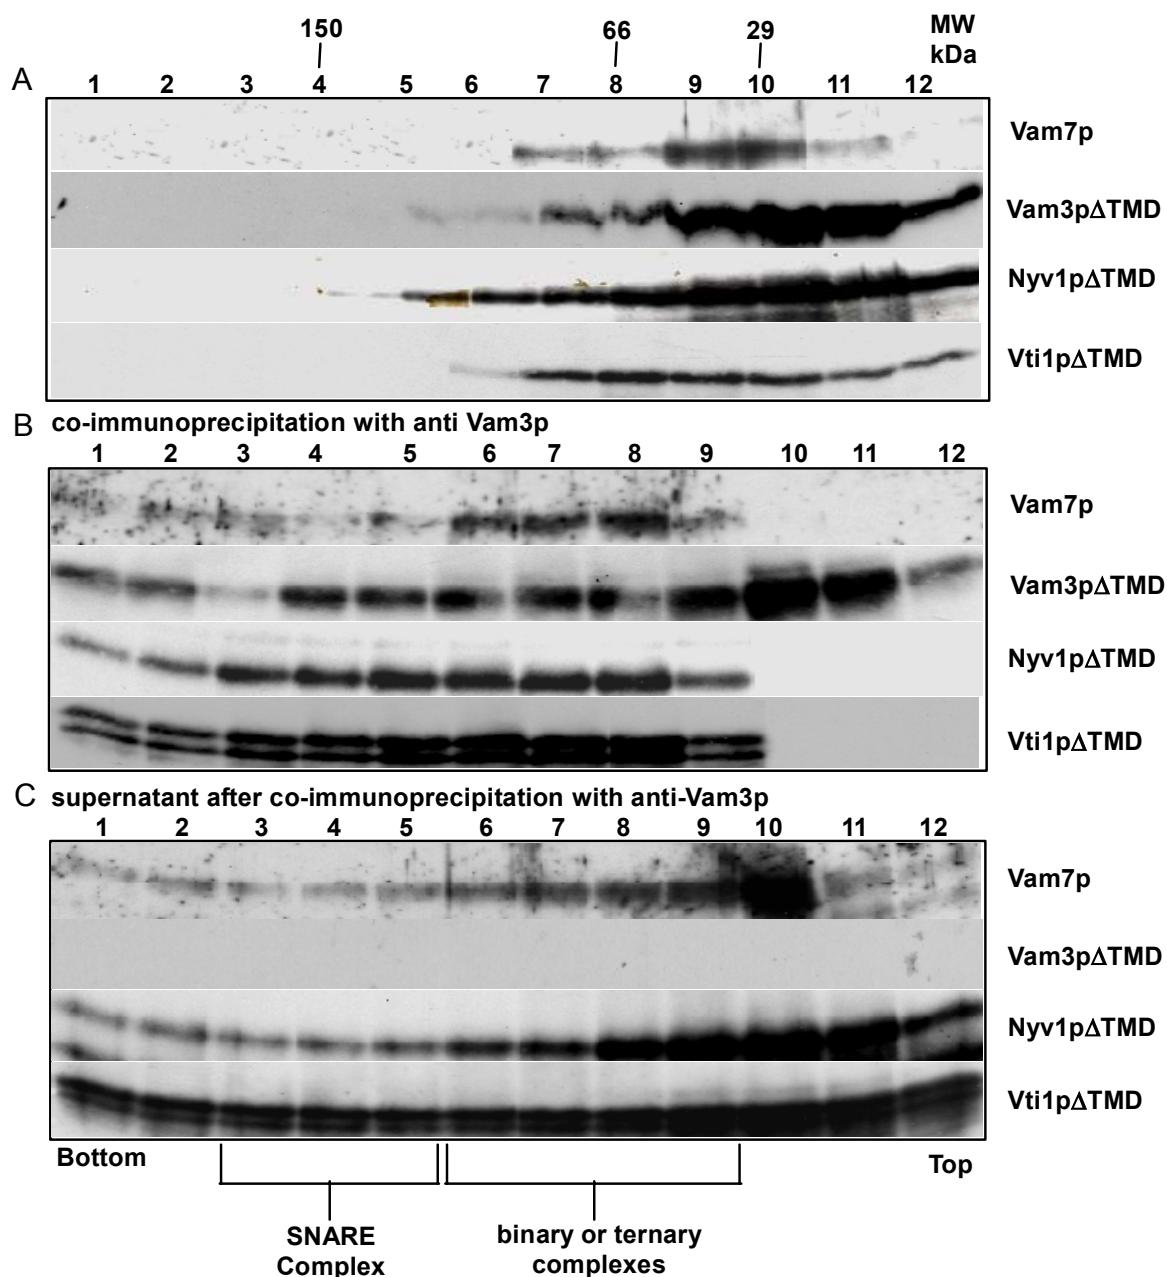 150 66 29 MW
kDa
A 1 2 3 4 5 6 7 8 9 10 11 12
Vam7p
Vam3pΔTMD
Nyv1pΔTMD
Vti1pΔTMD
B co-immunoprecipitation with anti Vam3p
1 2 3 4 5 6 7 8 9 10 11 12
Vam7p
Vam3pΔTMD
Nyv1pΔTMD
Vti1pΔTMD
C supernatant after co-immunoprecipitation with anti-Vam3p
1 2 3 4 5 6 7 8 9 10 11 12
Vam7p
Vam3pΔTMD
Nyv1pΔTMD
Vti1pΔTMD
Bottom Top
SNARE
Complex
binary or ternary
complexes